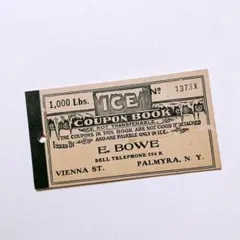 1,000 Lbs. ICE No 1373X
COUPON BOOK
NOT TRANSFERABLE
THE COUPONS IN THIS BOOK ARE NOT GOOD IF DETACHED
AND ARE PAYABLE ONLY IN ICE.
ISSUED BY
E. BOWE
BELL TELEPHONE
VIENNA ST. PALMYRA, N. Y.